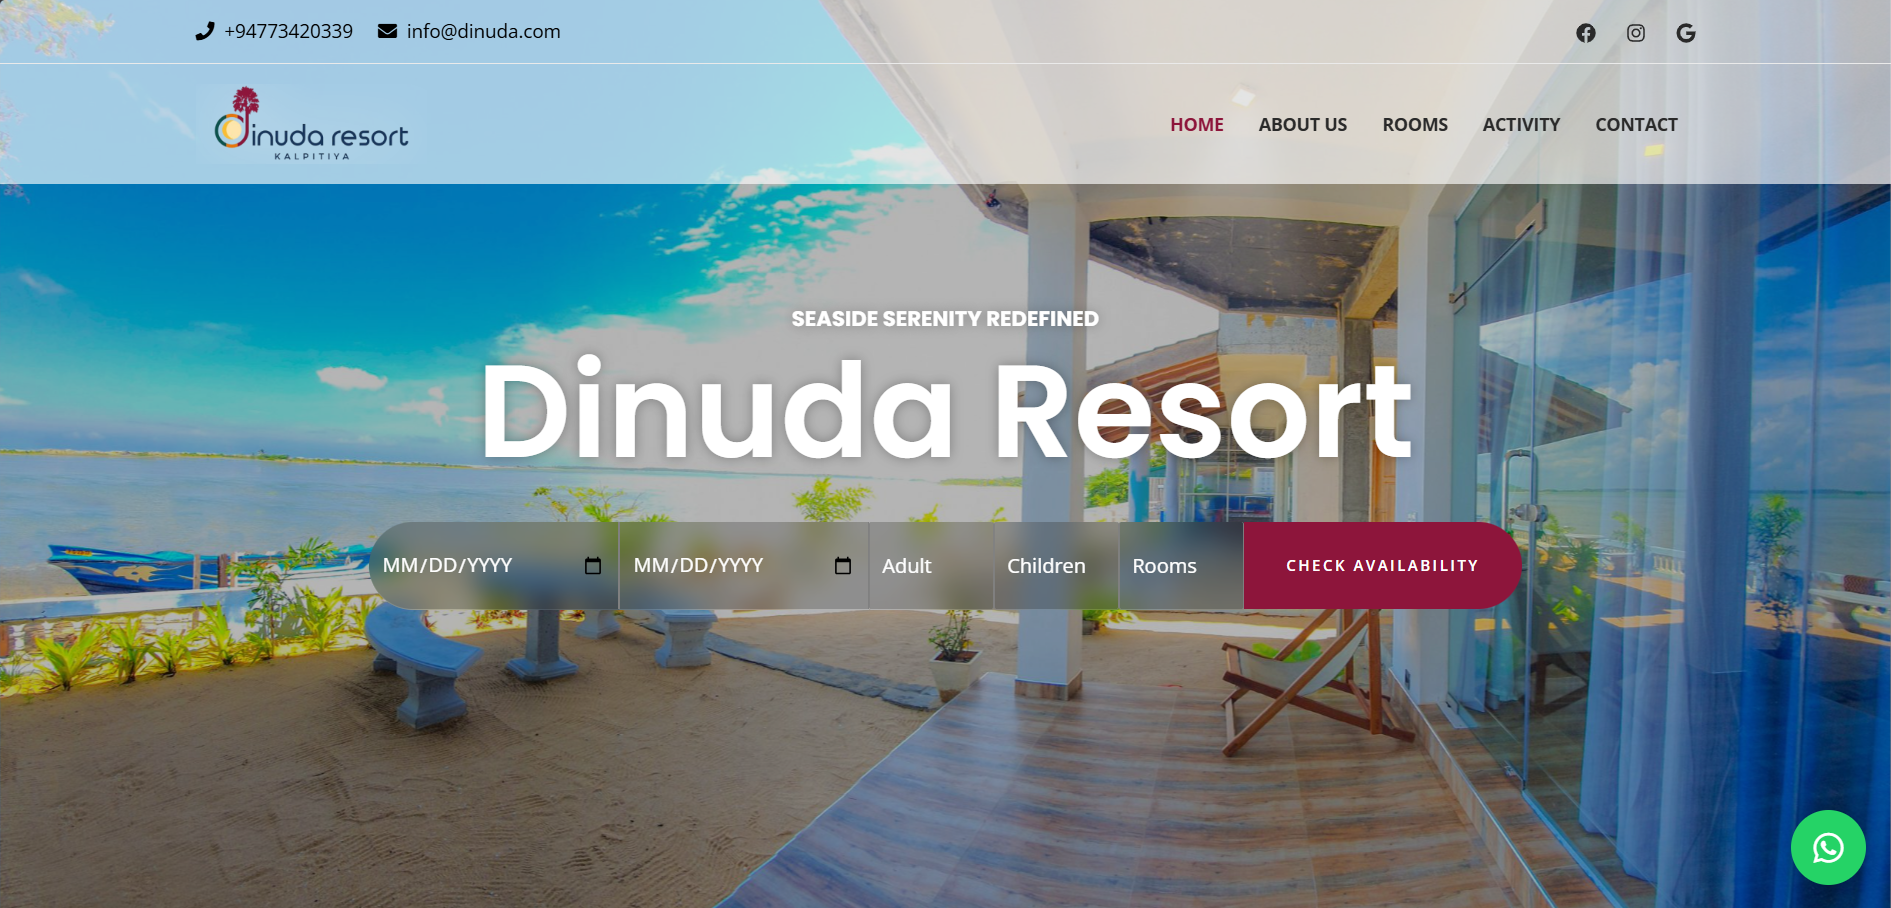 +94773420339 info@dinuda.com
dinuda resort
KALPITIYA
HOME ABOUT US ROOMS ACTIVITY CONTACT
SEASIDE SERENITY REDEFINED
Dinuda Resort
MM/DD/YYYY MM/DD/YYYY Adult Children Rooms CHECK AVAILABILITY